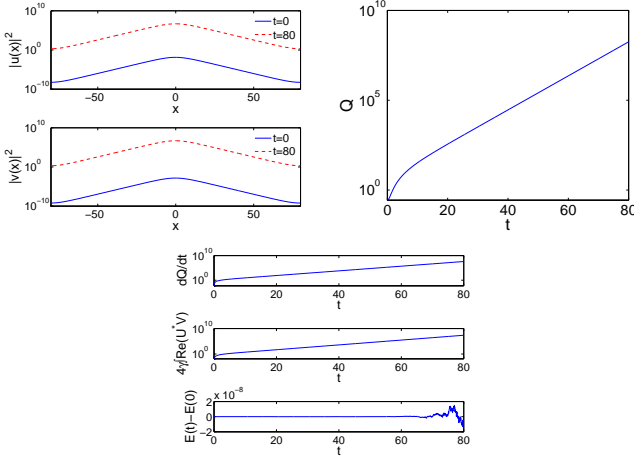 10^10
10^0
10^-10
|u(x)|^2
t=0
t=80
−50 0 50
x
10^10
10^0
10^-10
|v(x)|^2
t=0
t=80
−50 0 50
x
10^10
10^5
10^0
Q
0 20 40 60 80
t
10^10
10^0
dQ/dt
0 20 40 60 80
t
10^10
10^0
4γ∫Re(U*V)
0 20 40 60 80
t
x 10^-8
2
0
−2
E(t)−E(0)
0 20 40 60 80
t